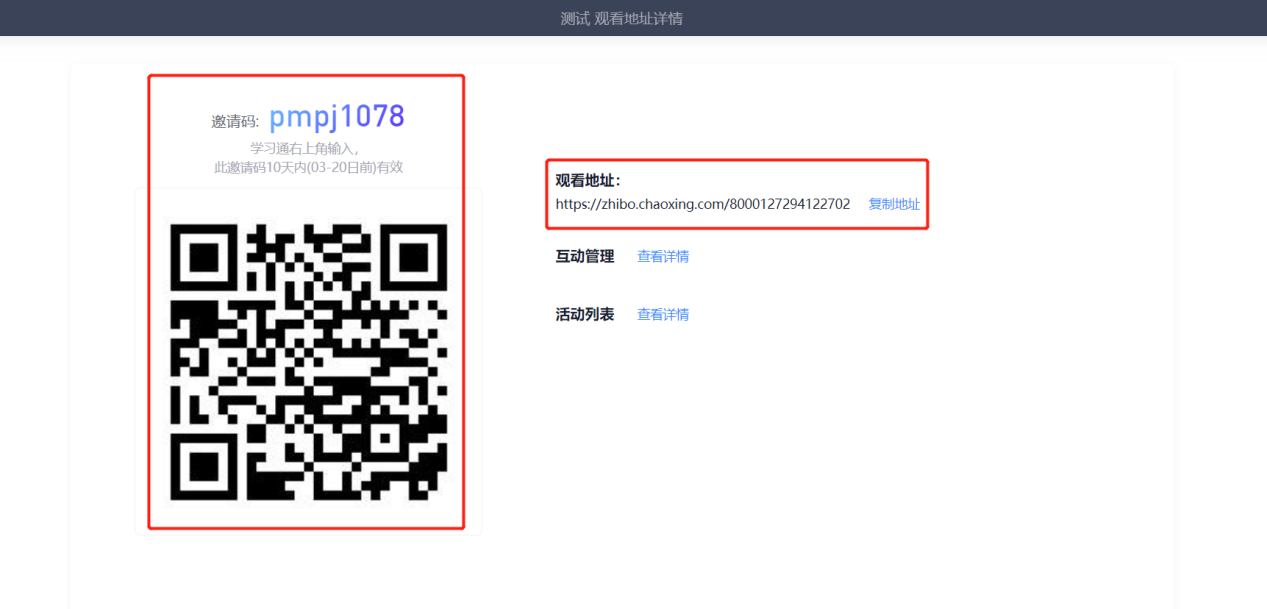 测试 观看地址详情
邀请码: pmpj1078
学习通右上角输入，
此邀请码10天内(03-20日前)有效
观看地址：
https://zhibo.chaoxing.com/8000127294122702 复制地址
互动管理 查看详情
活动列表 查看详情